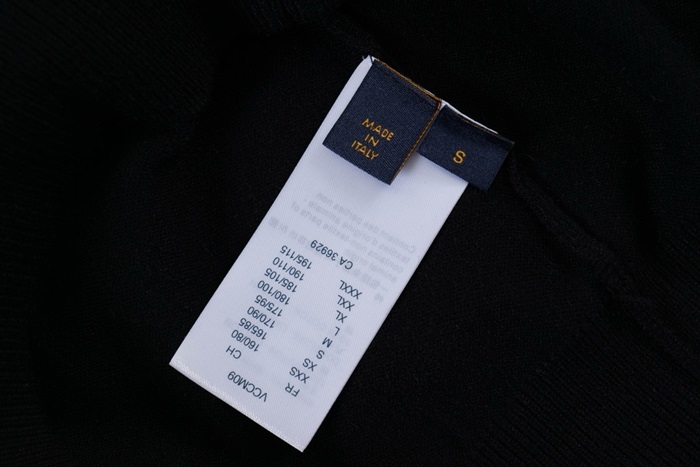 MADE
IN
ITALY
S
VCCM09
FR CH
XXS 160/80
XS 165/85
S 170/90
M 175/95
L 180/100
XL 185/105
XXL 190/110
XXXL 195/115
CA 36929